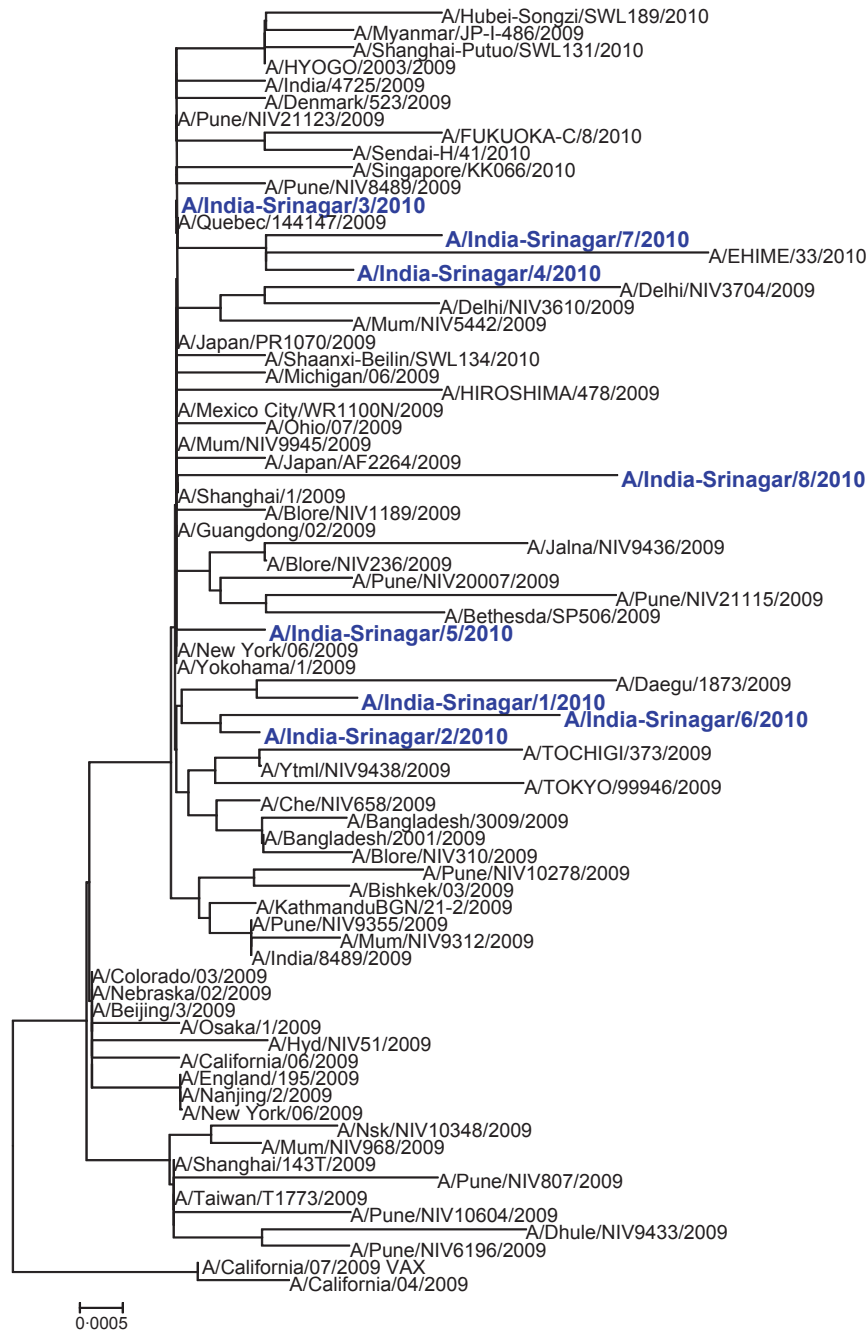 A/Hubei-Songzi/SWL189/2010
A/Myanmar/JP-I-486/2009
A/Shanghai-Putuo/SWL131/2010
A/HYOGO/2003/2009
A/India/4725/2009
A/Denmark/523/2009
A/Pune/NIV21123/2009
A/FUKUOKA-C/8/2010
A/Sendai-H/41/2010
A/Singapore/KK066/2010
A/Pune/NIV8489/2009
A/India-Srinagar/3/2010
A/Quebec/144147/2009
A/India-Srinagar/7/2010
A/EHIME/33/2010
A/India-Srinagar/4/2010
A/Delhi/NIV3704/2009
A/Delhi/NIV3610/2009
A/Mum/NIV5442/2009
A/Japan/PR1070/2009
A/Shaanxi-Beilin/SWL134/2010
A/Michigan/06/2009
A/HIROSHIMA/478/2009
A/Mexico City/WR1100N/2009
A/Ohio/07/2009
A/Mum/NIV9945/2009
A/Japan/AF2264/2009
A/India-Srinagar/8/2010
A/Shanghai/1/2009
A/Blore/NIV1189/2009
A/Guangdong/02/2009
A/Jalna/NIV9436/2009
A/Blore/NIV236/2009
A/Pune/NIV20007/2009
A/Pune/NIV21115/2009
A/Bethesda/SP506/2009
A/India-Srinagar/5/2010
A/New York/06/2009
A/Yokohama/1/2009
A/Daegu/1873/2009
A/India-Srinagar/1/2010
A/India-Srinagar/6/2010
A/India-Srinagar/2/2010
A/TOCHIGI/373/2009
A/Ytml/NIV9438/2009
A/TOKYO/99946/2009
A/Che/NIV658/2009
A/Bangladesh/3009/2009
A/Bangladesh/2001/2009
A/Blore/NIV310/2009
A/Pune/NIV10278/2009
A/Bishkek/03/2009
A/KathmanduBGN/21-2/2009
A/Pune/NIV9355/2009
A/Mum/NIV9312/2009
A/India/8489/2009
A/Colorado/03/2009
A/Nebraska/02/2009
A/Beijing/3/2009
A/Osaka/1/2009
A/Hyd/NIV51/2009
A/California/06/2009
A/England/195/2009
A/Nanjing/2/2009
A/New York/06/2009
A/Nsk/NIV10348/2009
A/Mum/NIV968/2009
A/Shanghai/143T/2009
A/Pune/NIV807/2009
A/Taiwan/T1773/2009
A/Pune/NIV10604/2009
A/Dhule/NIV9433/2009
A/Pune/NIV6196/2009
A/California/07/2009 VAX
A/California/04/2009
0·0005